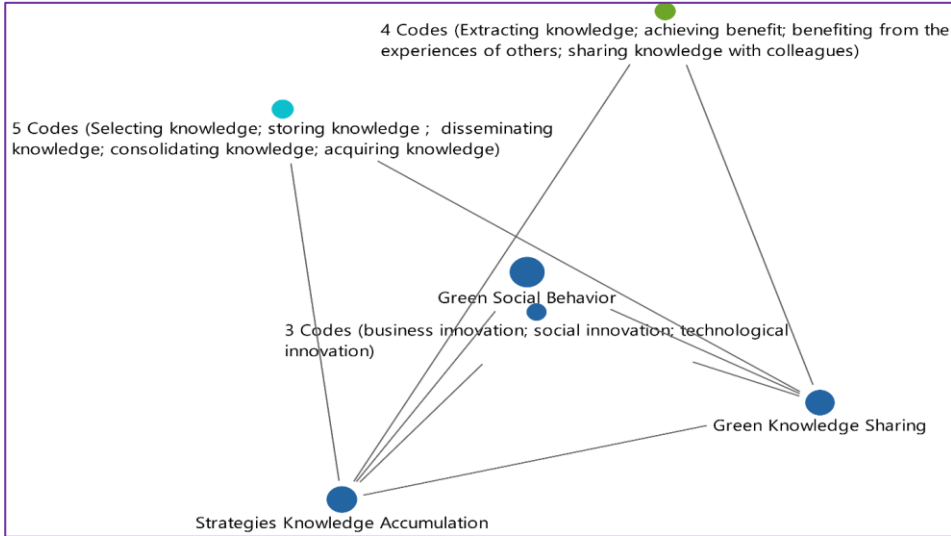 4 Codes (Extracting knowledge; achieving benefit; benefiting from the
experiences of others; sharing knowledge with colleagues)
5 Codes (Selecting knowledge; storing knowledge ; disseminating
knowledge; consolidating knowledge; acquiring knowledge)
Green Social Behavior
3 Codes (business innovation; social innovation; technological
innovation)
Green Knowledge Sharing
Strategies Knowledge Accumulation